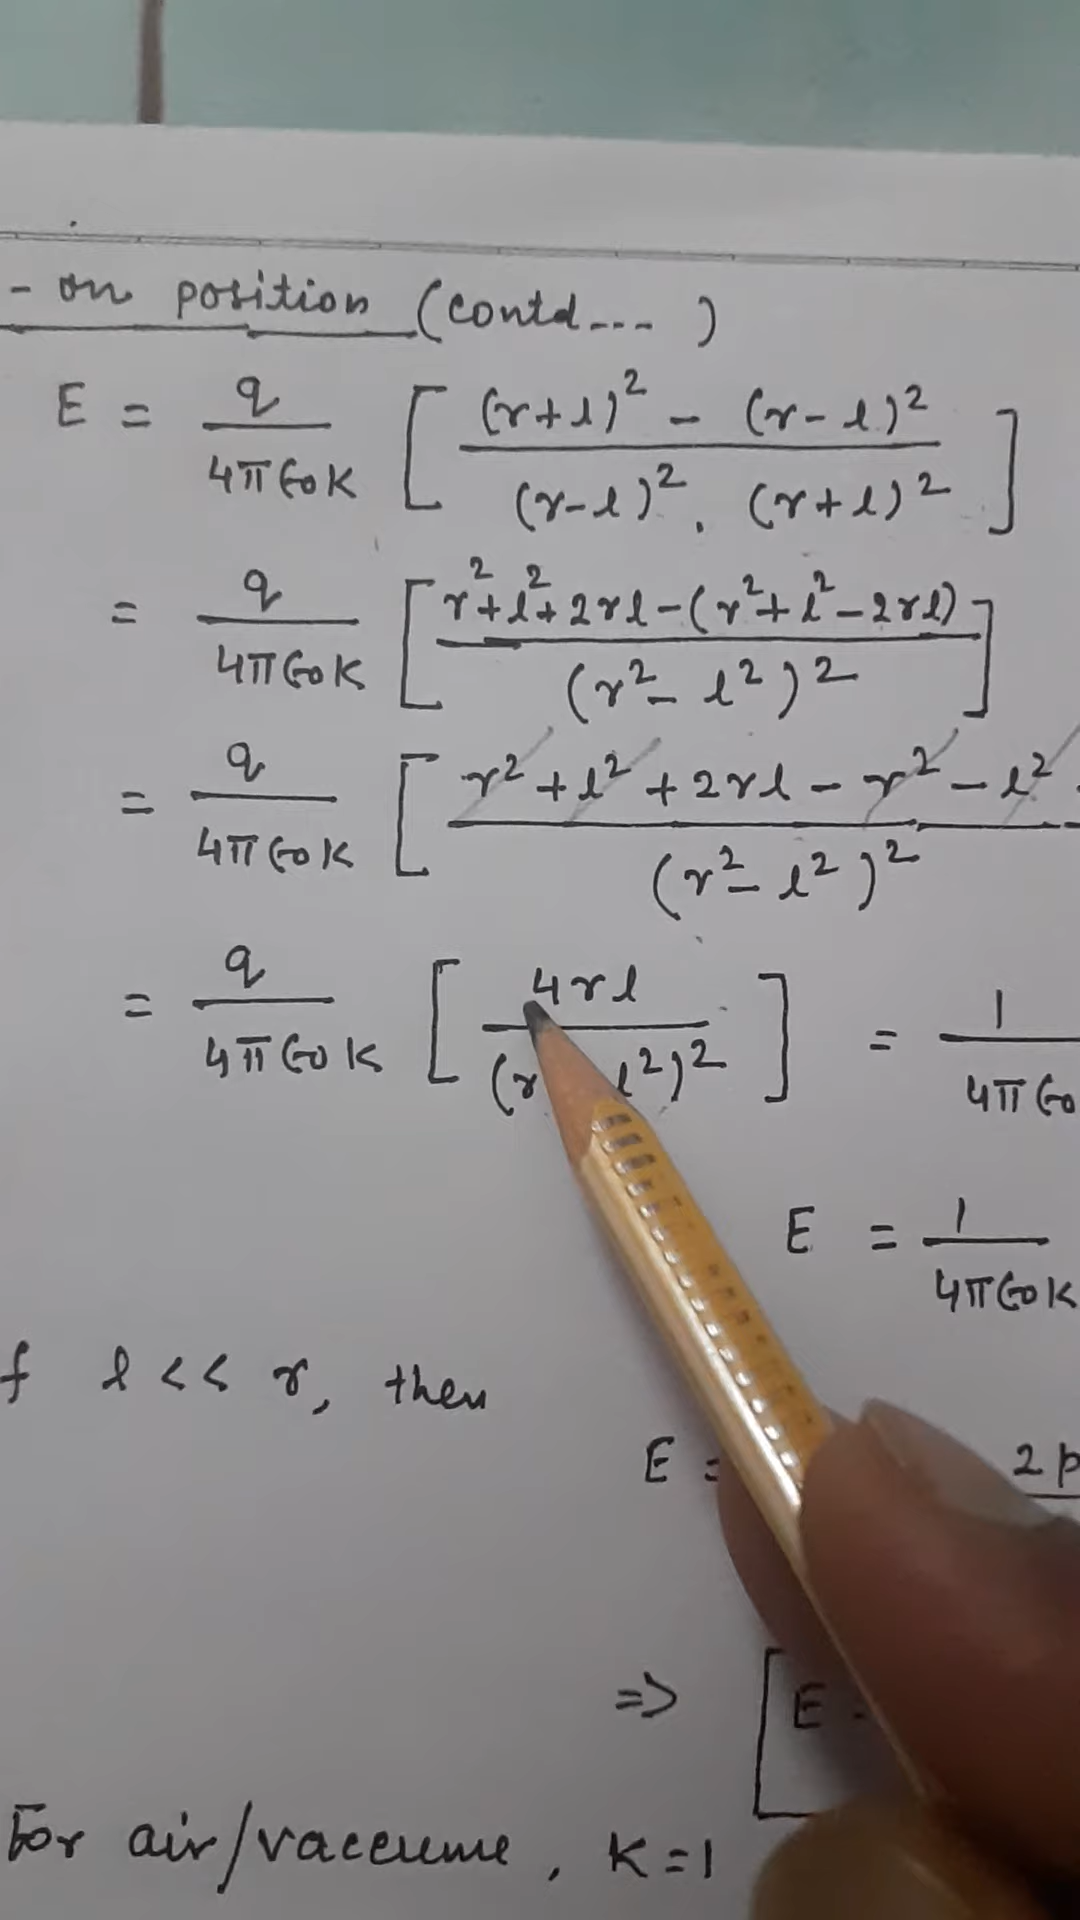 - on position (contd---- )
E = q/4πϵ0K [ (r+l)² - (r-l)² / (r-l)² . (r+l)² ]
= q/4πϵ0K [ r²+l²+2rl-(r²+l²-2rl) / (r²-l²)² ]
= q/4πϵ0K [ r²+l²+2rl-r²-l² / (r²-l²)²
= q/4πϵ0K [ 4rl / (r l²)² ] = 1/4πϵ0
E = 1/4πϵ0K
f l<<r, then
E = 2p
=> [E
For air/vaccume, K=1